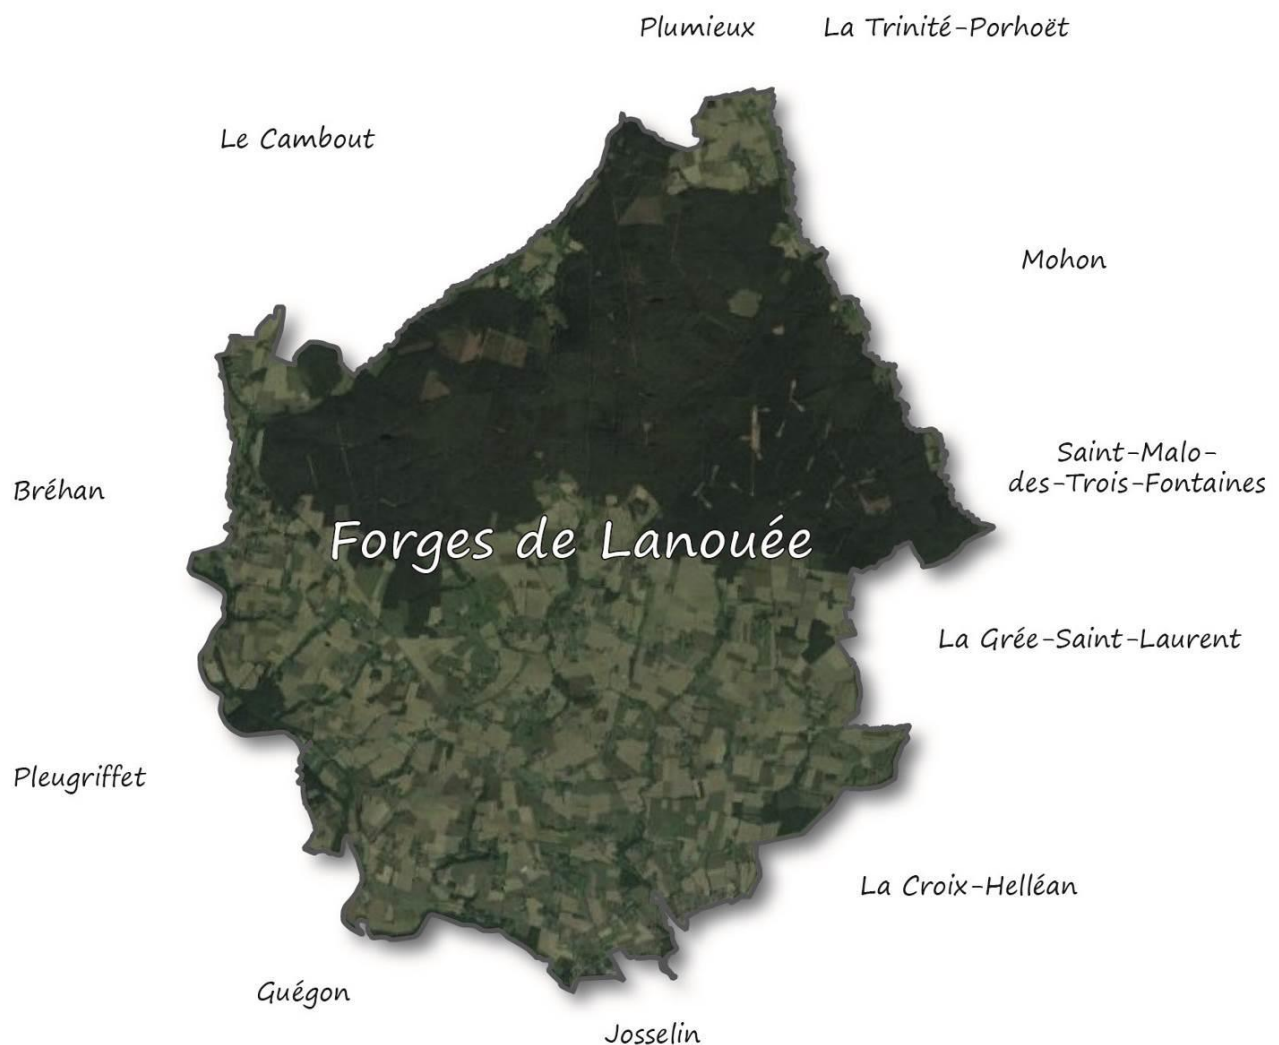 Plumieux
La Trinité-Porhoët
Le Cambout
Mohon
Saint-Malo-
des-Trois-Fontaines
Bréhan
Forges de Lanouée
La Grée-Saint-Laurent
Pleugriffet
La Croix-Helléan
Guégon
Josselin